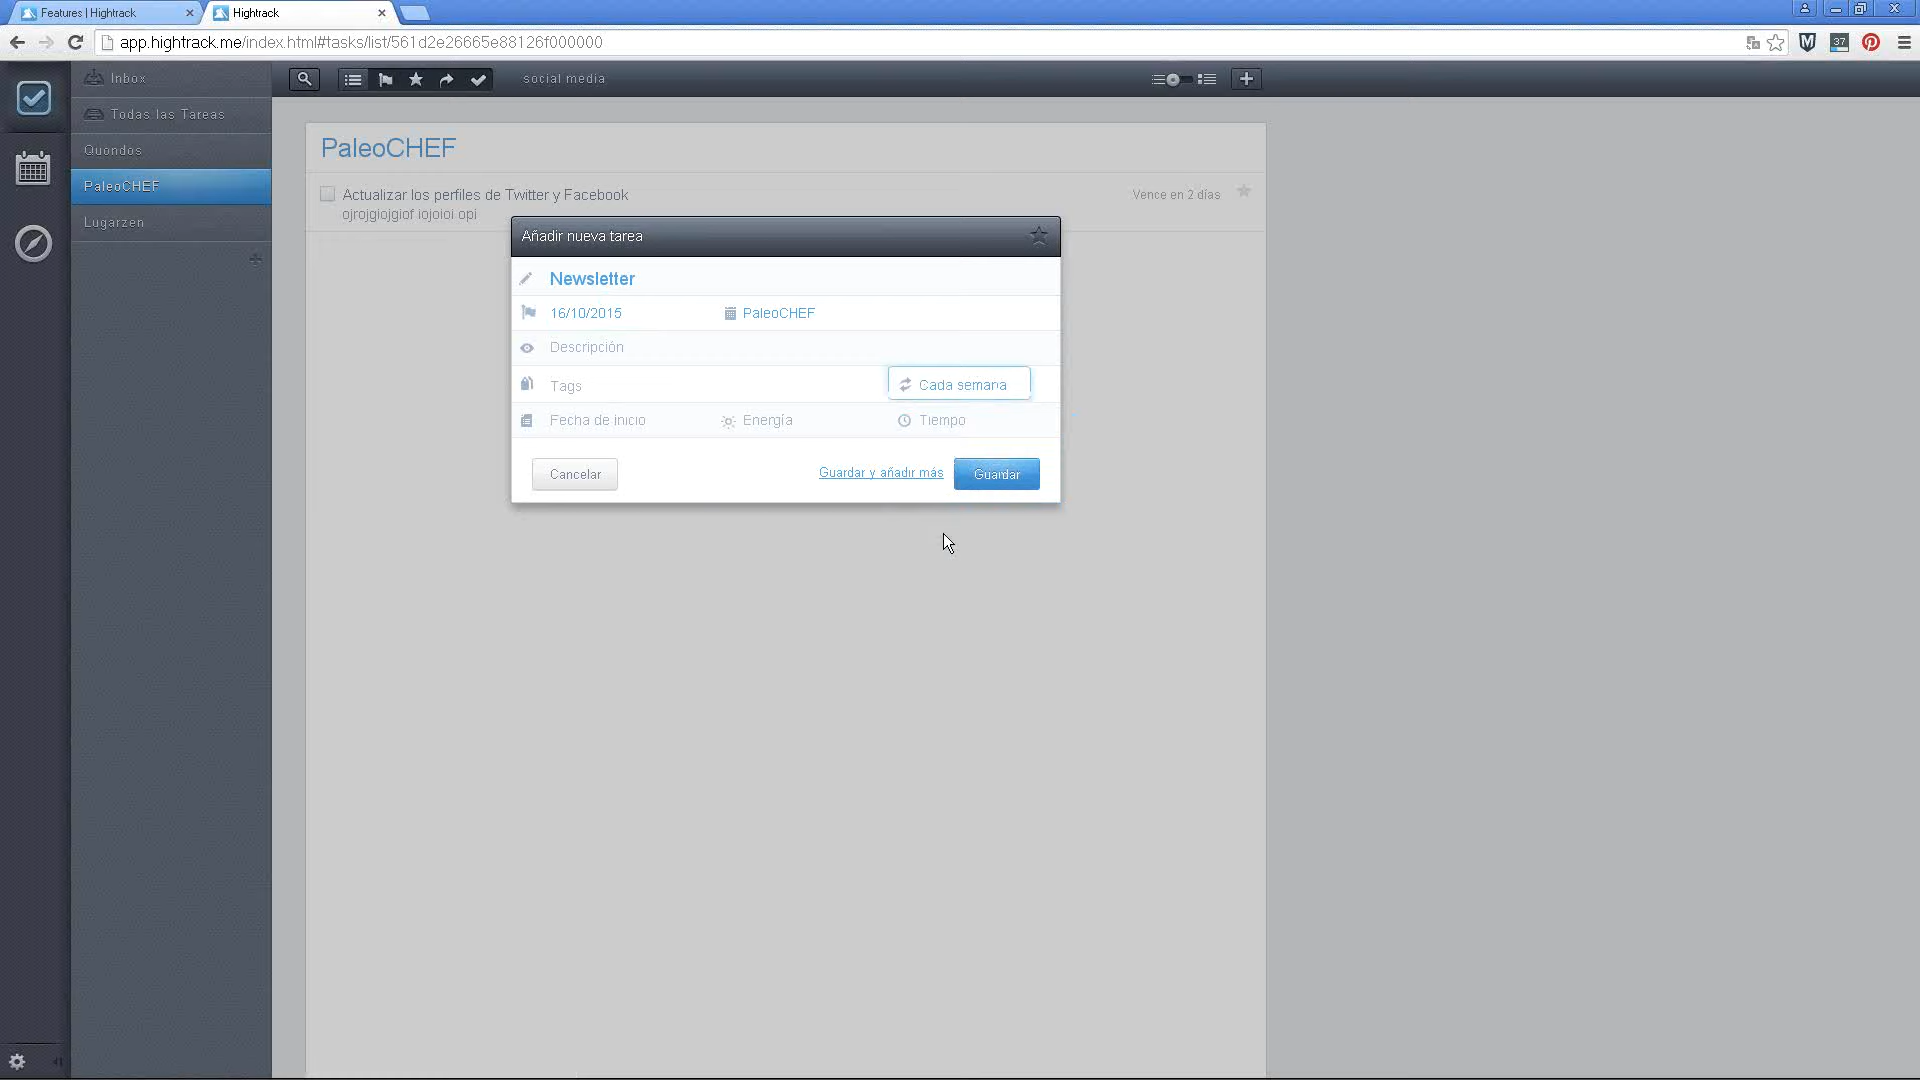 Features | Hightrack
Hightrack
app.hightrack.me/index.html#tasks/list/561d2e26665e88126f000000
37
Inbox
Todas las Tareas
Quondos
PaleoCHEF
Lugarzen
social media
PaleoCHEF
Actualizar los perfiles de Twitter y Facebook
Vence en 2 días
ojrojgiojgiof iojoioi opi
Añadir nueva tarea
Newsletter
16/10/2015 PaleoCHEF
Descripción
Tags Cada semana
Fecha de inicio Energía Tiempo
Cancelar Guardar y añadir más Guardar